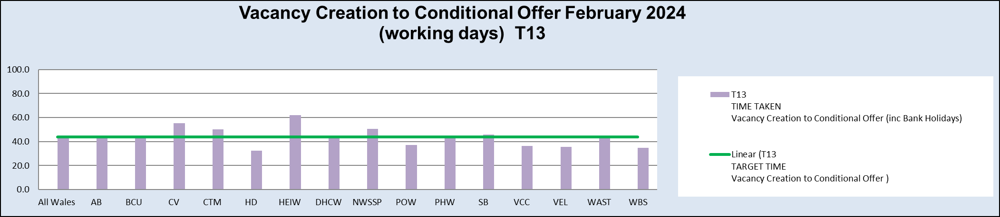 Vacancy Creation to Conditional Offer February 2024
(working days) T13
100.0
80.0
60.0
40.0
20.0
0.0
All Wales AB BCU CV CTM HD HEIW DHCW NWSSP POW PHW SB VCC VEL WAST WBS
T13
TIME TAKEN
Vacancy Creation to Conditional Offer (inc Bank Holidays)
Linear (T13
TARGET TIME
Vacancy Creation to Conditional Offer )